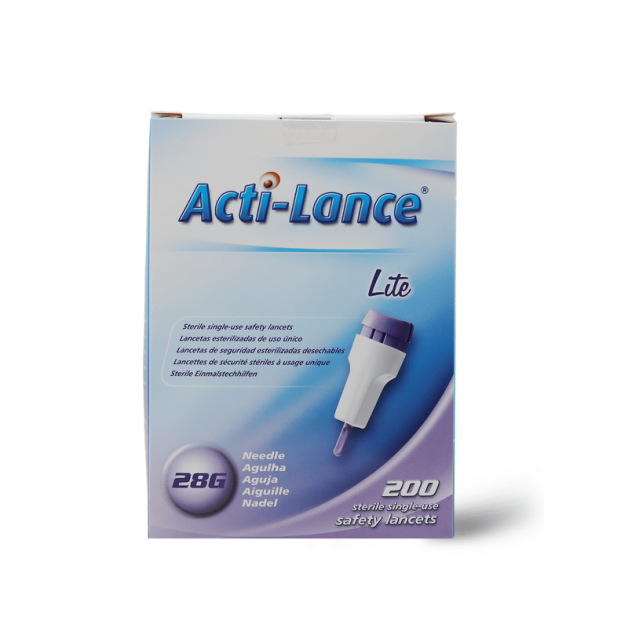 Acti-Lance®
Lite
Sterile single-use safety lancets
Lancetas esterilizadas de uso único
Lancetas de seguridad esterilizadas desechables
Lancettes de sécurité stériles à usage unique
Sterile Einmalstechhilfen
28G
Needle
Agulha
Aguja
Aiguille
Nadel
200
sterile single-use
safety lancets